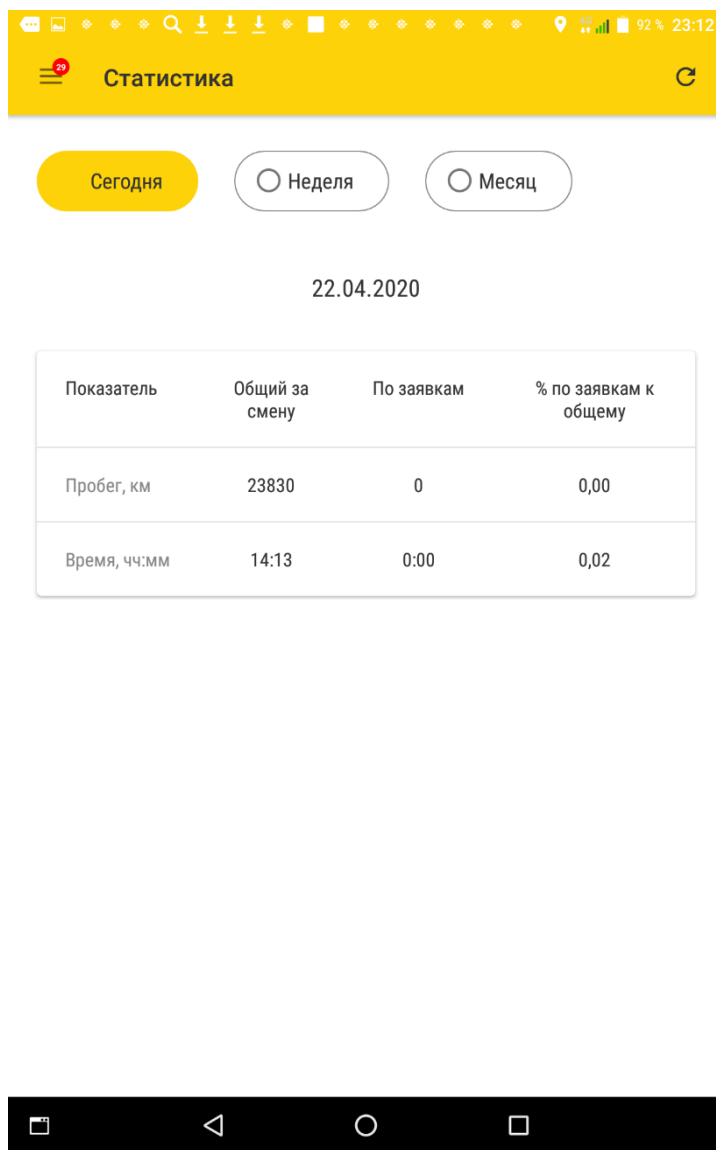 92 % 23:12
29
Статистика
Сегодня Неделя Месяц
22.04.2020
Показатель Общий за смену По заявкам % по заявкам к общему
Пробег, км 23830 0 0,00
Время, чч:мм 14:13 0:00 0,02